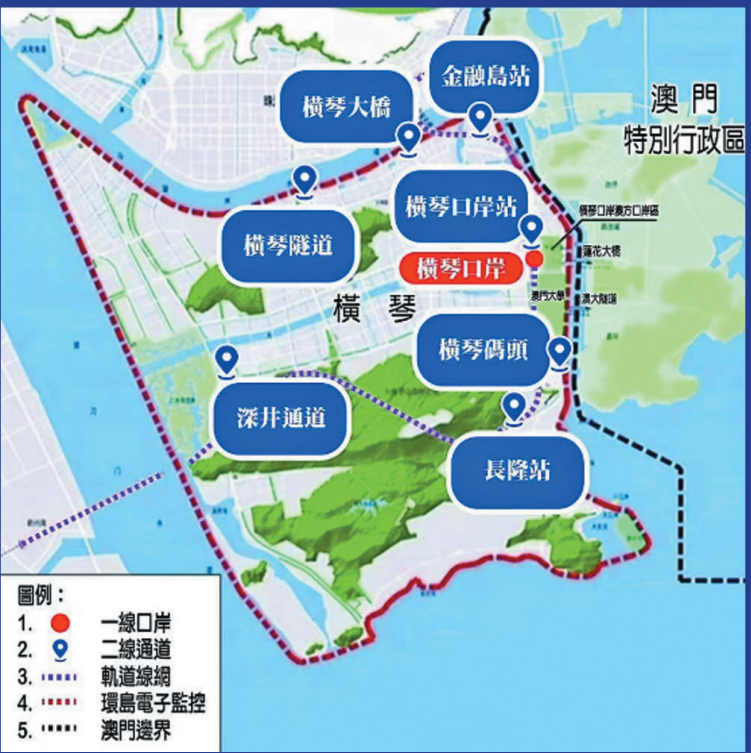 金融島站
橫琴大橋
澳門
特別行政區
橫琴口岸站
橫琴口岸澳方口岸區
橫琴隧道
蓮花大橋
橫琴口岸
澳門大學
澳大隧道
橫琴
橫琴碼頭
深井通道
長隆站
圖例：
1. 一線口岸
2. 二線通道
3. 軌道線網
4. 環島電子監控
5. 澳門邊界